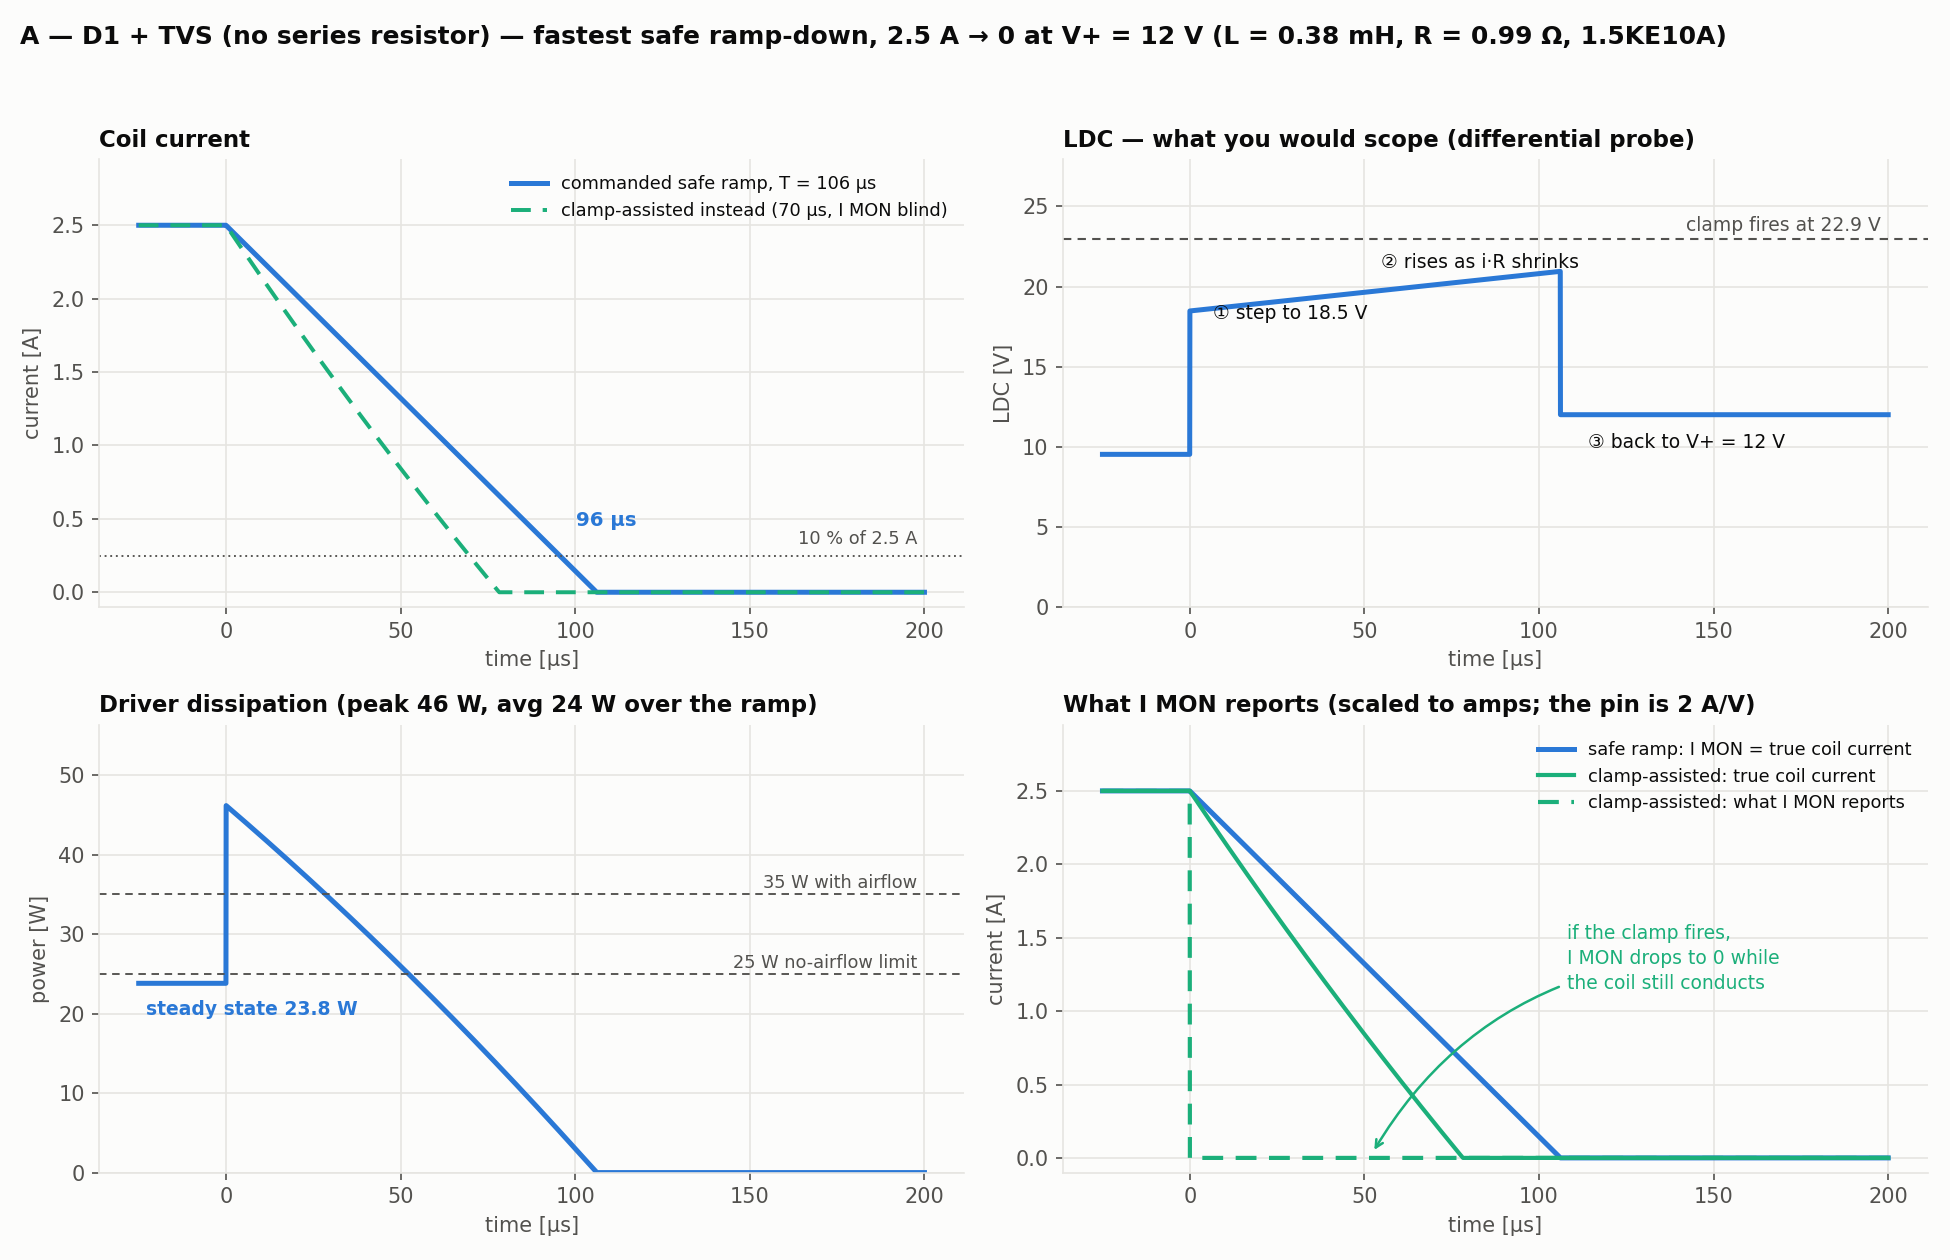 A — D1 + TVS (no series resistor) — fastest safe ramp-down, 2.5 A → 0 at V+ = 12 V (L = 0.38 mH, R = 0.99 Ω, 1.5KE10A)
Coil current
commanded safe ramp, T = 106 µs
clamp-assisted instead (70 µs, I MON blind)
2.5
2.0
1.5
1.0
0.5
0.0
current [A]
96 µs
10 % of 2.5 A
0
50
100
150
200
time [µs]
LDC — what you would scope (differential probe)
25
20
15
10
5
0
LDC [V]
clamp fires at 22.9 V
② rises as i·R shrinks
① step to 18.5 V
③ back to V+ = 12 V
0
50
100
150
200
time [µs]
Driver dissipation (peak 46 W, avg 24 W over the ramp)
50
40
30
20
10
0
power [W]
35 W with airflow
25 W no-airflow limit
steady state 23.8 W
0
50
100
150
200
time [µs]
What I MON reports (scaled to amps; the pin is 2 A/V)
safe ramp: I MON = true coil current
clamp-assisted: true coil current
clamp-assisted: what I MON reports
2.5
2.0
1.5
1.0
0.5
0.0
current [A]
if the clamp fires,
I MON drops to 0 while
the coil still conducts
0
50
100
150
200
time [µs]